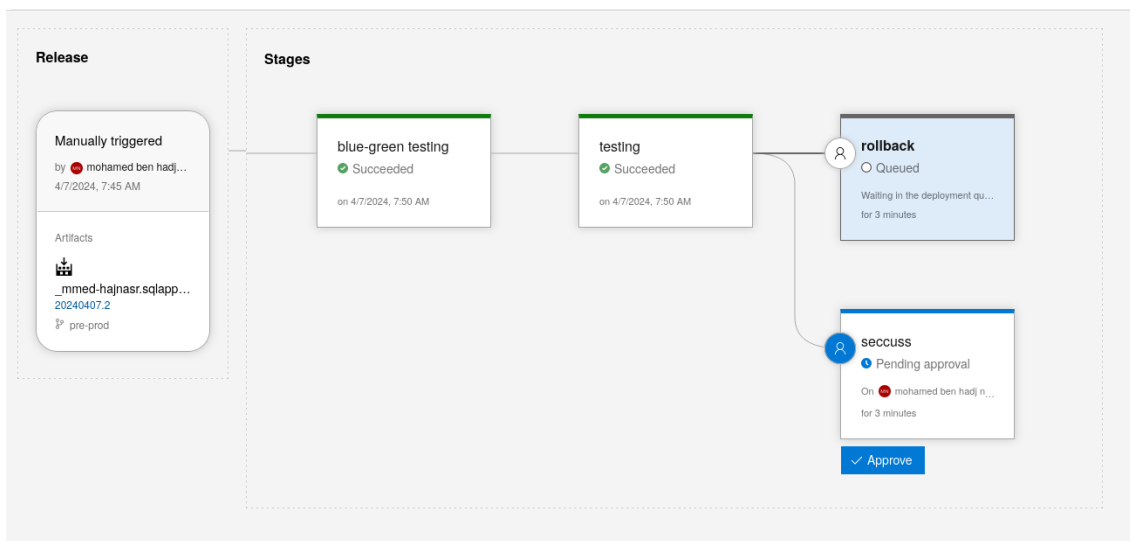 Release
Stages
Manually triggered
by MN mohamed ben hadj...
4/7/2024, 7:45 AM
Artifacts
_mmed-hajnasr.sqlapp...
20240407.2
pre-prod
blue-green testing
Succeeded
on 4/7/2024, 7:50 AM
testing
Succeeded
on 4/7/2024, 7:50 AM
rollback
Queued
Waiting in the deployment qu...
for 3 minutes
seccuss
Pending approval
On MN mohamed ben hadj n...
for 3 minutes
Approve